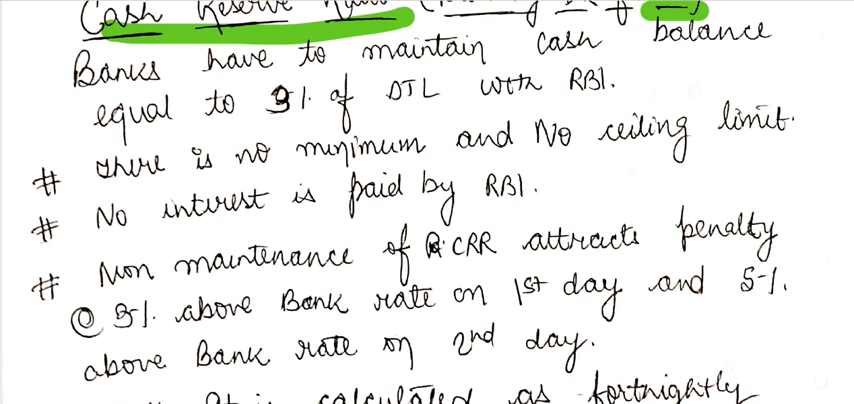 Cash Reserve
Banks have to maintain cash balance
equal to 3% of DTL with RBI.
# there is no minimum and No ceiling limit.
# No interest is paid by RBI.
# Non maintenance of CRR attracts penalty
@ 3% above Bank rate on 1st day and 5%
above Bank rate on 2nd day.
calculated as fortnightly